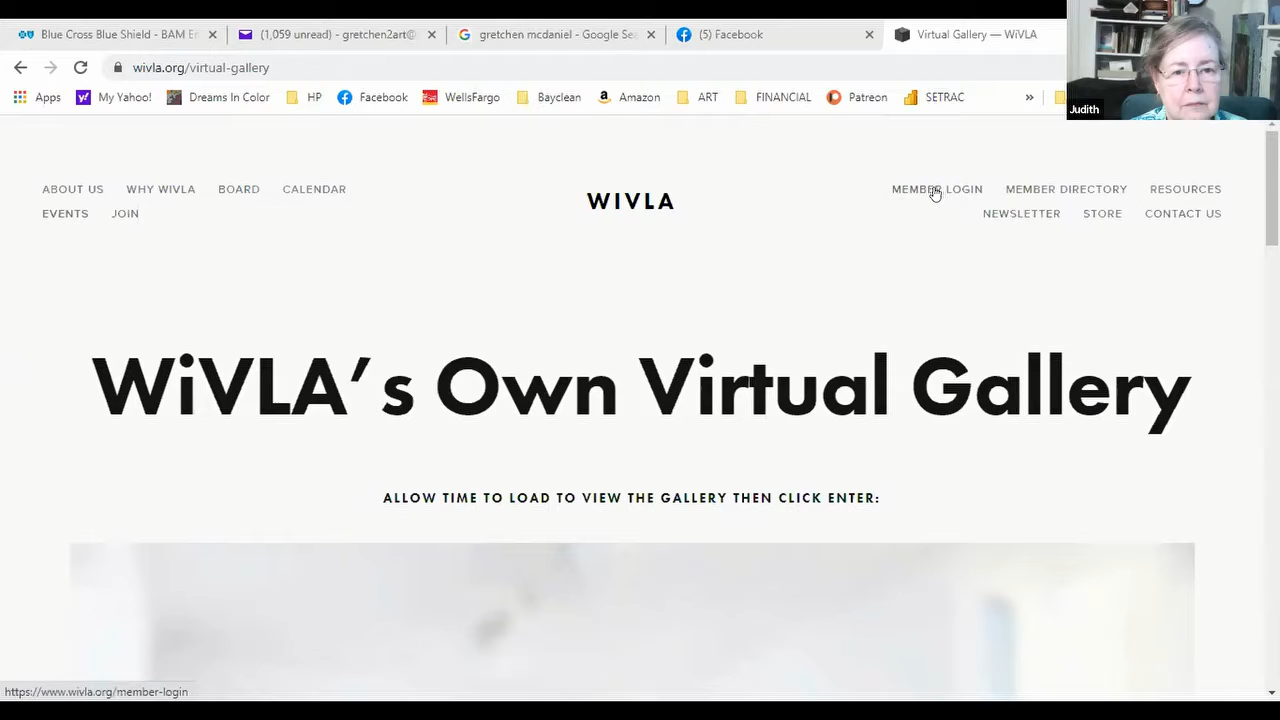 Blue Cross Blue Shield - BAM E
(1,059 unread) - gretchen2
gretchen mcdaniel - Google Se
(5) Facebook
Virtual Gallery — WiVLA
wivla.org/virtual-gallery
Apps My Yahoo! Dreams In Color HP Facebook WellsFargo Bayclean Amazon ART FINANCIAL Patreon SETRAC »
Judith
ABOUT US WHY WIVLA BOARD CALENDAR
EVENTS JOIN
WIVLA
MEMBER LOGIN MEMBER DIRECTORY RESOURCES
NEWSLETTER STORE CONTACT US
WiVLA’s Own Virtual Gallery
ALLOW TIME TO LOAD TO VIEW THE GALLERY THEN CLICK ENTER:
https://www.wivla.org/member-login